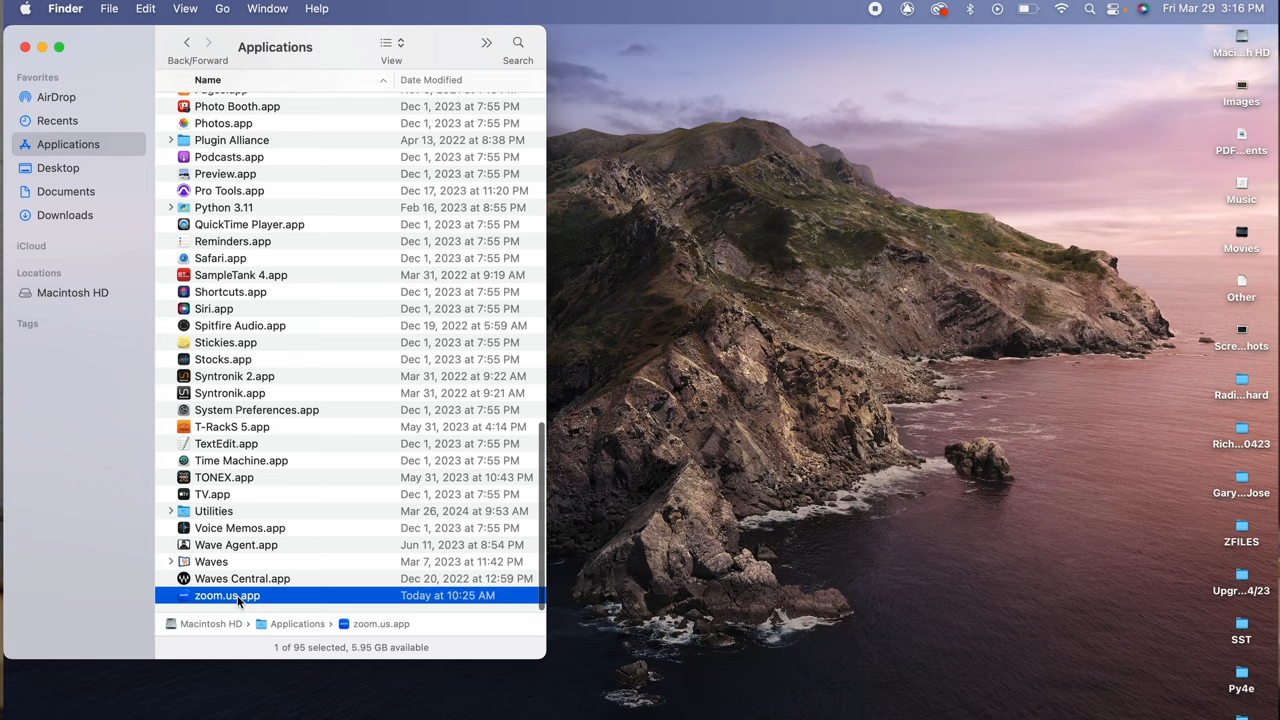 Finder File Edit View Go Window Help
Fri Mar 29 3:16 PM
Applications
Back/Forward
View
Search
Favorites
AirDrop
Recents
Applications
Desktop
Documents
Downloads
iCloud
Locations
Macintosh HD
Tags
Name Date Modified
Photo Booth.app Dec 1, 2023 at 7:55 PM
Photos.app Dec 1, 2023 at 7:55 PM
Plugin Alliance Apr 13, 2022 at 8:38 PM
Podcasts.app Dec 1, 2023 at 7:55 PM
Preview.app Dec 1, 2023 at 7:55 PM
Pro Tools.app Dec 17, 2023 at 11:20 PM
Python 3.11 Feb 16, 2023 at 8:55 PM
QuickTime Player.app Dec 1, 2023 at 7:55 PM
Reminders.app Dec 1, 2023 at 7:55 PM
Safari.app Dec 1, 2023 at 7:55 PM
SampleTank 4.app Mar 31, 2022 at 9:19 AM
Shortcuts.app Dec 1, 2023 at 7:55 PM
Siri.app Dec 1, 2023 at 7:55 PM
Spitfire Audio.app Dec 19, 2022 at 5:59 AM
Stickies.app Dec 1, 2023 at 7:55 PM
Stocks.app Dec 1, 2023 at 7:55 PM
Syntronik 2.app Mar 31, 2022 at 9:22 AM
Syntronik.app Mar 31, 2022 at 9:21 AM
System Preferences.app Dec 1, 2023 at 7:55 PM
T-RackS 5.app May 31, 2023 at 4:14 PM
TextEdit.app Dec 1, 2023 at 7:55 PM
Time Machine.app Dec 1, 2023 at 7:55 PM
TONEX.app May 31, 2023 at 10:43 PM
TV.app Dec 1, 2023 at 7:55 PM
Utilities Mar 26, 2024 at 9:53 AM
Voice Memos.app Dec 1, 2023 at 7:55 PM
Wave Agent.app Jun 11, 2023 at 8:54 PM
Waves Mar 7, 2023 at 11:42 PM
Waves Central.app Dec 20, 2022 at 12:59 PM
zoom.us.app Today at 10:25 AM
Macintosh HD › Applications › zoom.us.app
1 of 95 selected, 5.95 GB available
Maci...h HD
Images
PDF...ents
Music
Movies
Other
Scre...hots
Radi...hard
Rich...0423
Gary...Jose
ZFILES
Upgr...4/23
SST
Py4e